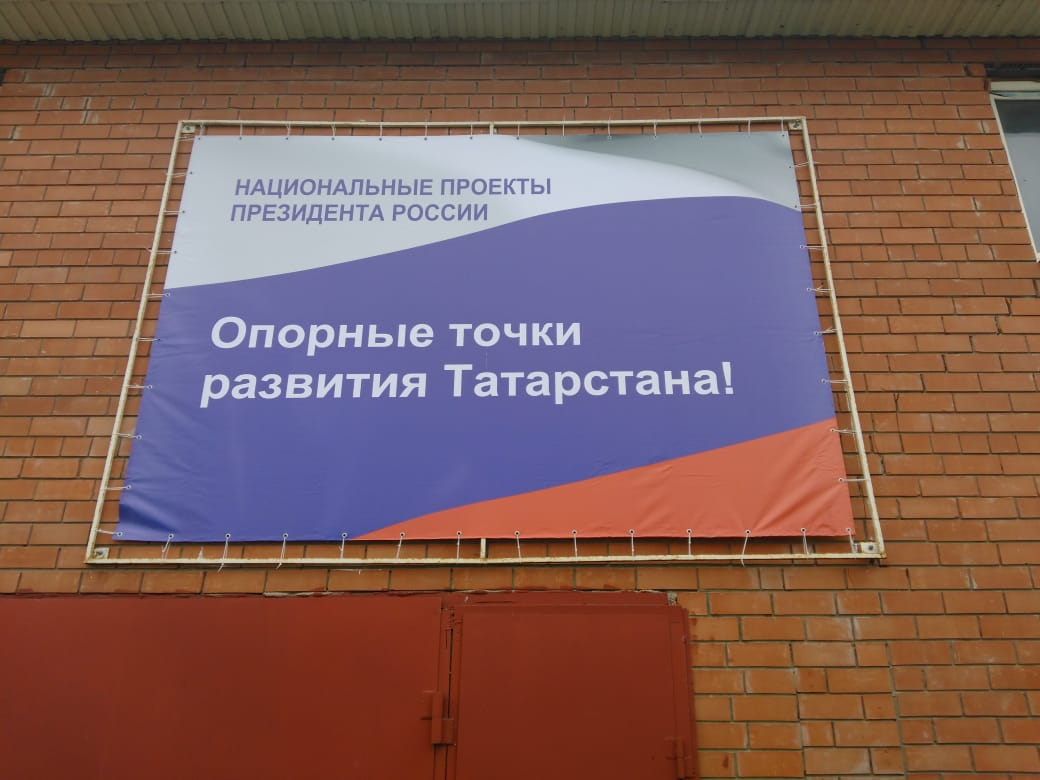 НАЦИОНАЛЬНЫЕ ПРОЕКТЫ
ПРЕЗИДЕНТА РОССИИ
Опорные точки
развития Татарстана!